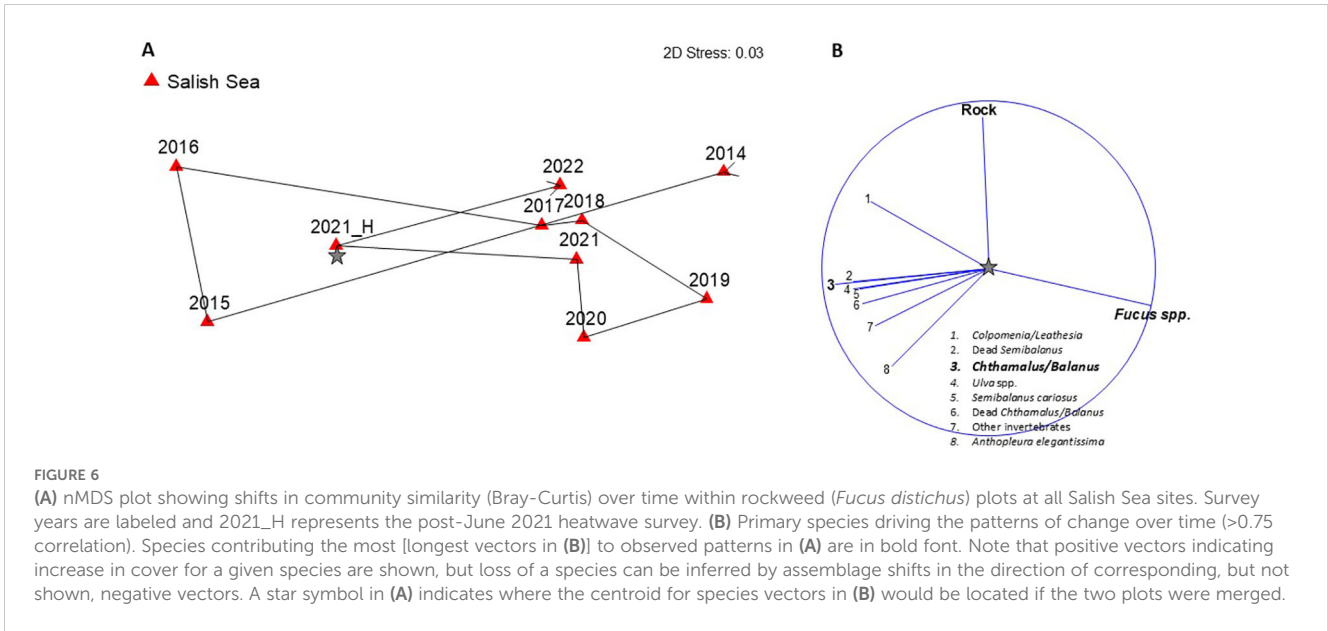 A
2D Stress: 0.03
B
Salish Sea
2016
2014
2022
2017 2018
2021_H
2021
2019
2015
2020
Rock
1
2
3
4
5
6
7
8
Fucus spp.
1. Colpomenia/Leathesia
2. Dead Semibalanus
3. Chthamalus/Balanus
4. Ulva spp.
5. Semibalanus cariosus
6. Dead Chthamalus/Balanus
7. Other invertebrates
8. Anthopleura elegantissima
FIGURE 6
(A) nMDS plot showing shifts in community similarity (Bray-Curtis) over time within rockweed (Fucus distichus) plots at all Salish Sea sites. Survey
years are labeled and 2021_H represents the post-June 2021 heatwave survey. (B) Primary species driving the patterns of change over time (>0.75
correlation). Species contributing the most [longest vectors in (B)] to observed patterns in (A) are in bold font. Note that positive vectors indicating
increase in cover for a given species are shown, but loss of a species can be inferred by assemblage shifts in the direction of corresponding, but not
shown, negative vectors. A star symbol in (A) indicates where the centroid for species vectors in (B) would be located if the two plots were merged.